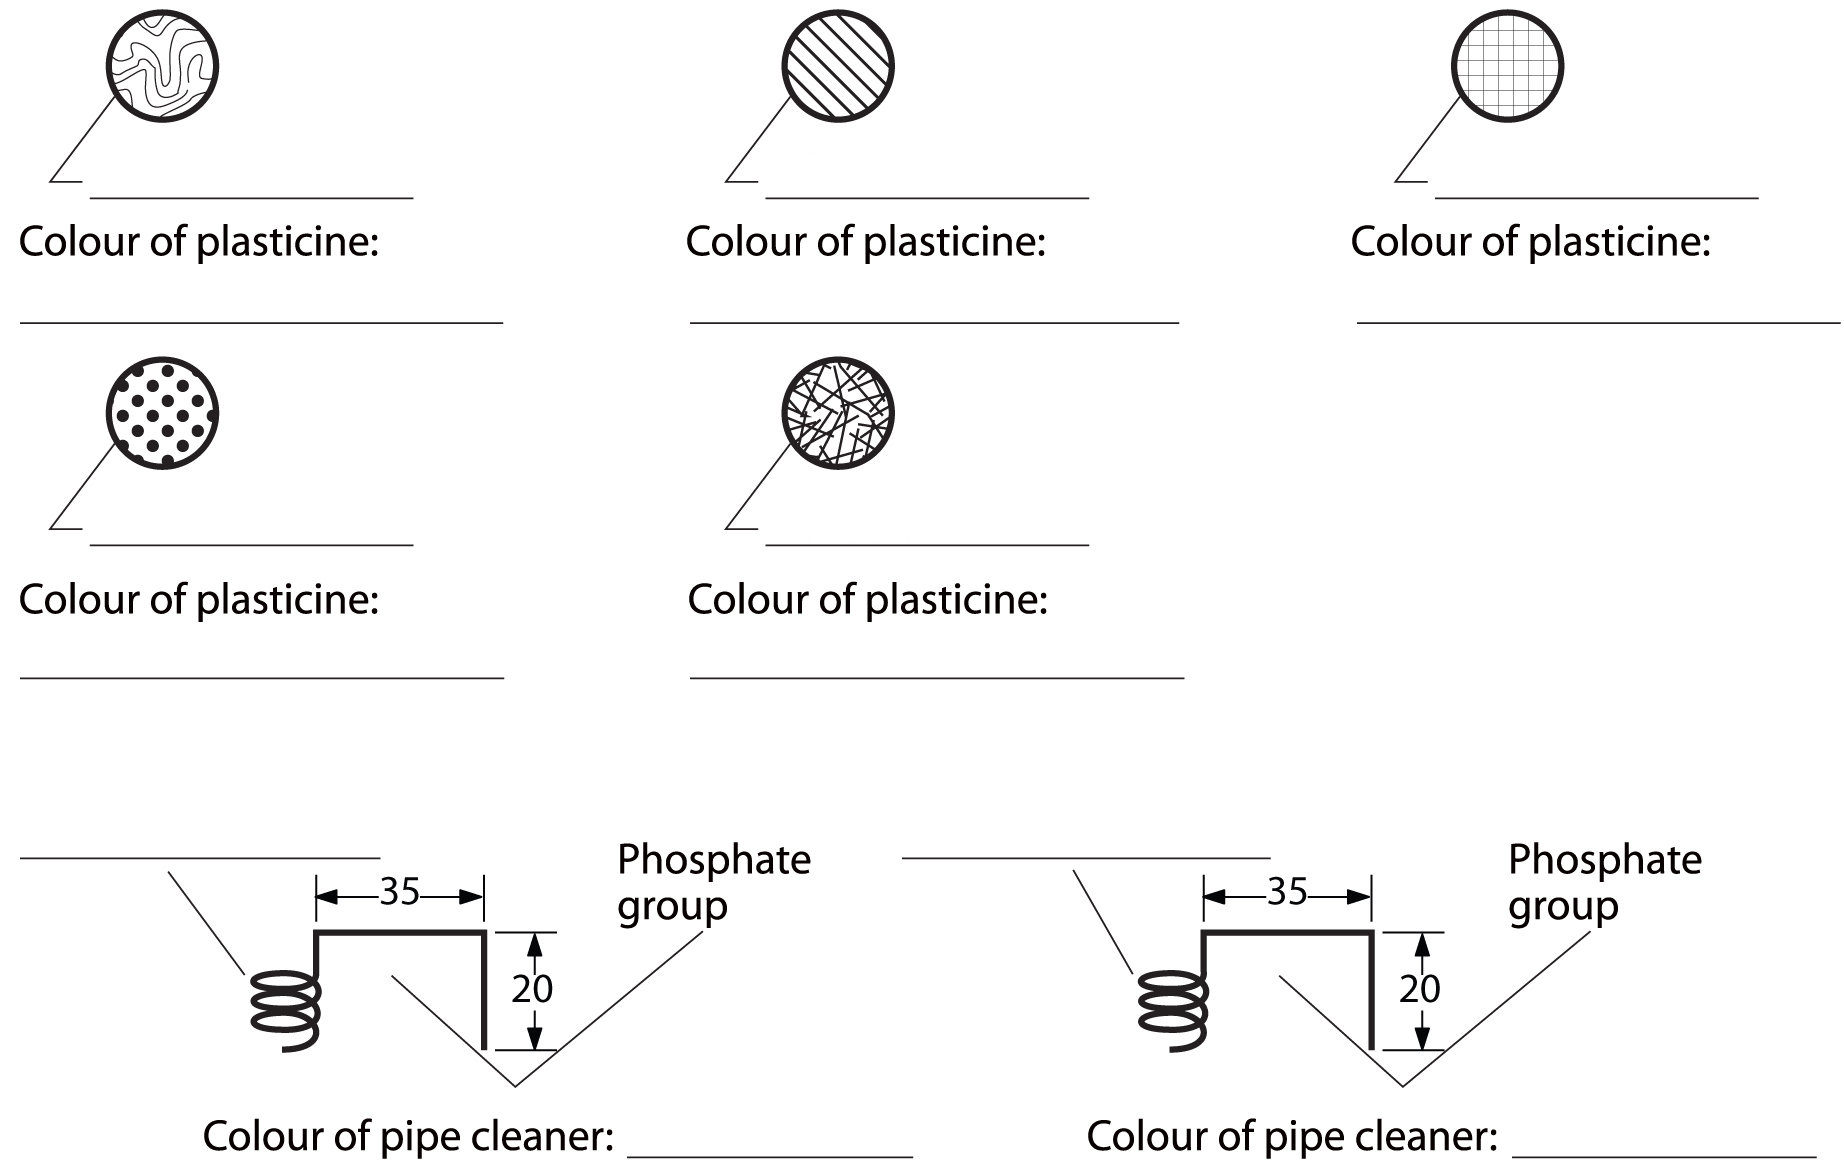 Colour of plasticine:
Colour of plasticine:
Colour of plasticine:
Colour of plasticine:
Colour of plasticine:
Phosphate
group
35
20
Colour of pipe cleaner:
Phosphate
group
35
20
Colour of pipe cleaner: